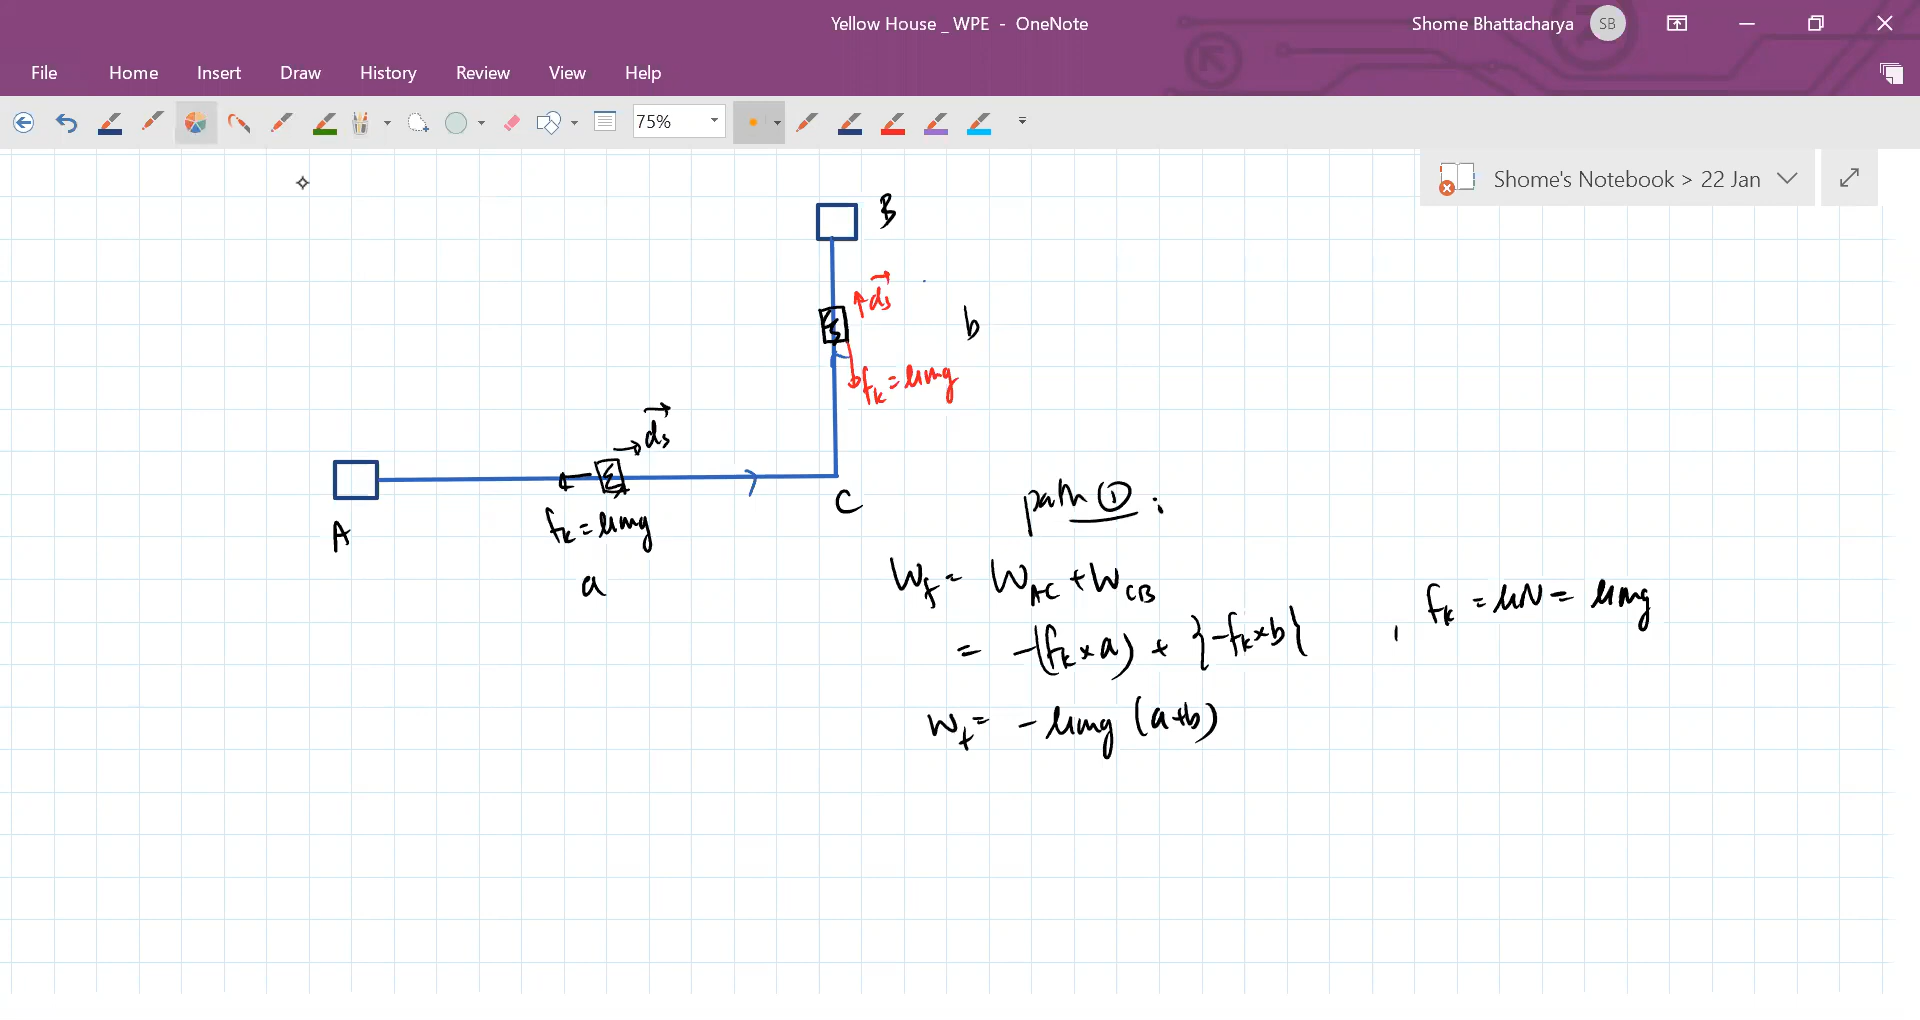 Yellow House _ WPE - OneNote
Shome Bhattacharya SB
File Home Insert Draw History Review View Help
75%
Shome's Notebook > 22 Jan
B
ds
b
fk = μmg
ds
A
fk = μmg
a
C
path ① :
Wf = WAC + WCB
= -(fk × a) + {-fk × b}
, fk = μN = μmg
Wf = - μmg (a+b)